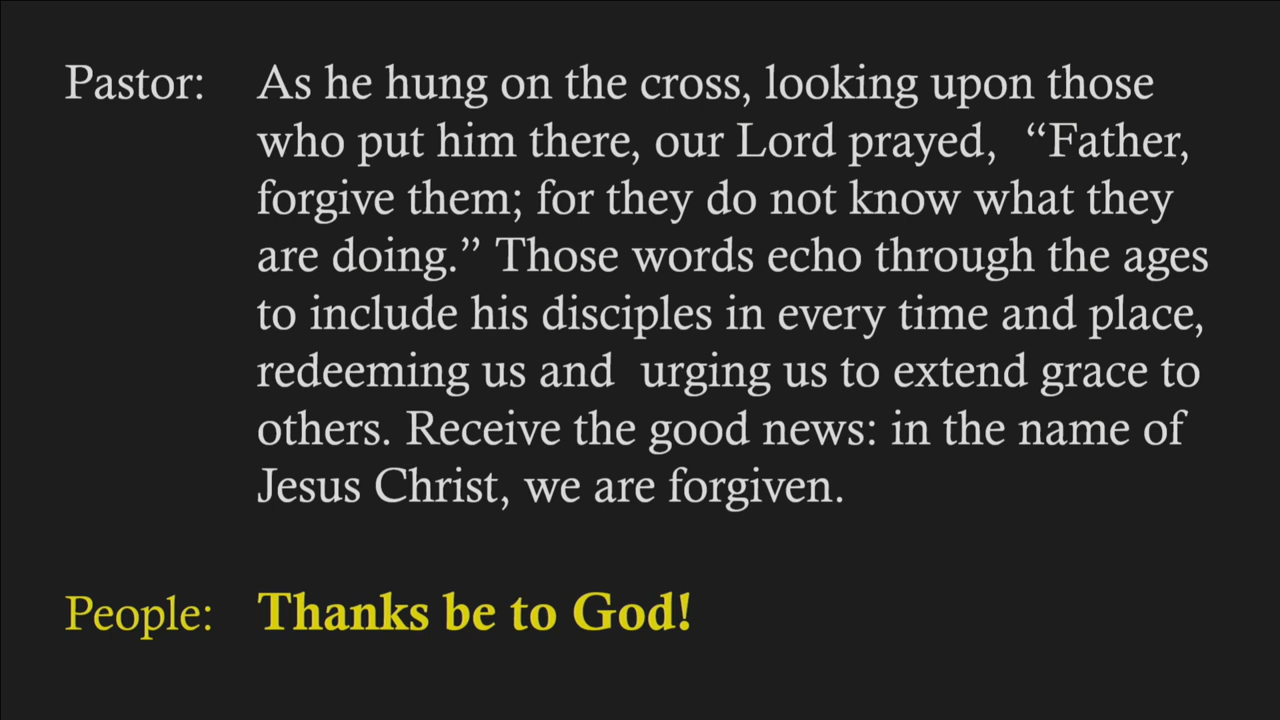 Pastor: As he hung on the cross, looking upon those
who put him there, our Lord prayed,  “Father,
forgive them; for they do not know what they
are doing.” Those words echo through the ages
to include his disciples in every time and place,
redeeming us and  urging us to extend grace to
others. Receive the good news: in the name of
Jesus Christ, we are forgiven.
People: Thanks be to God!